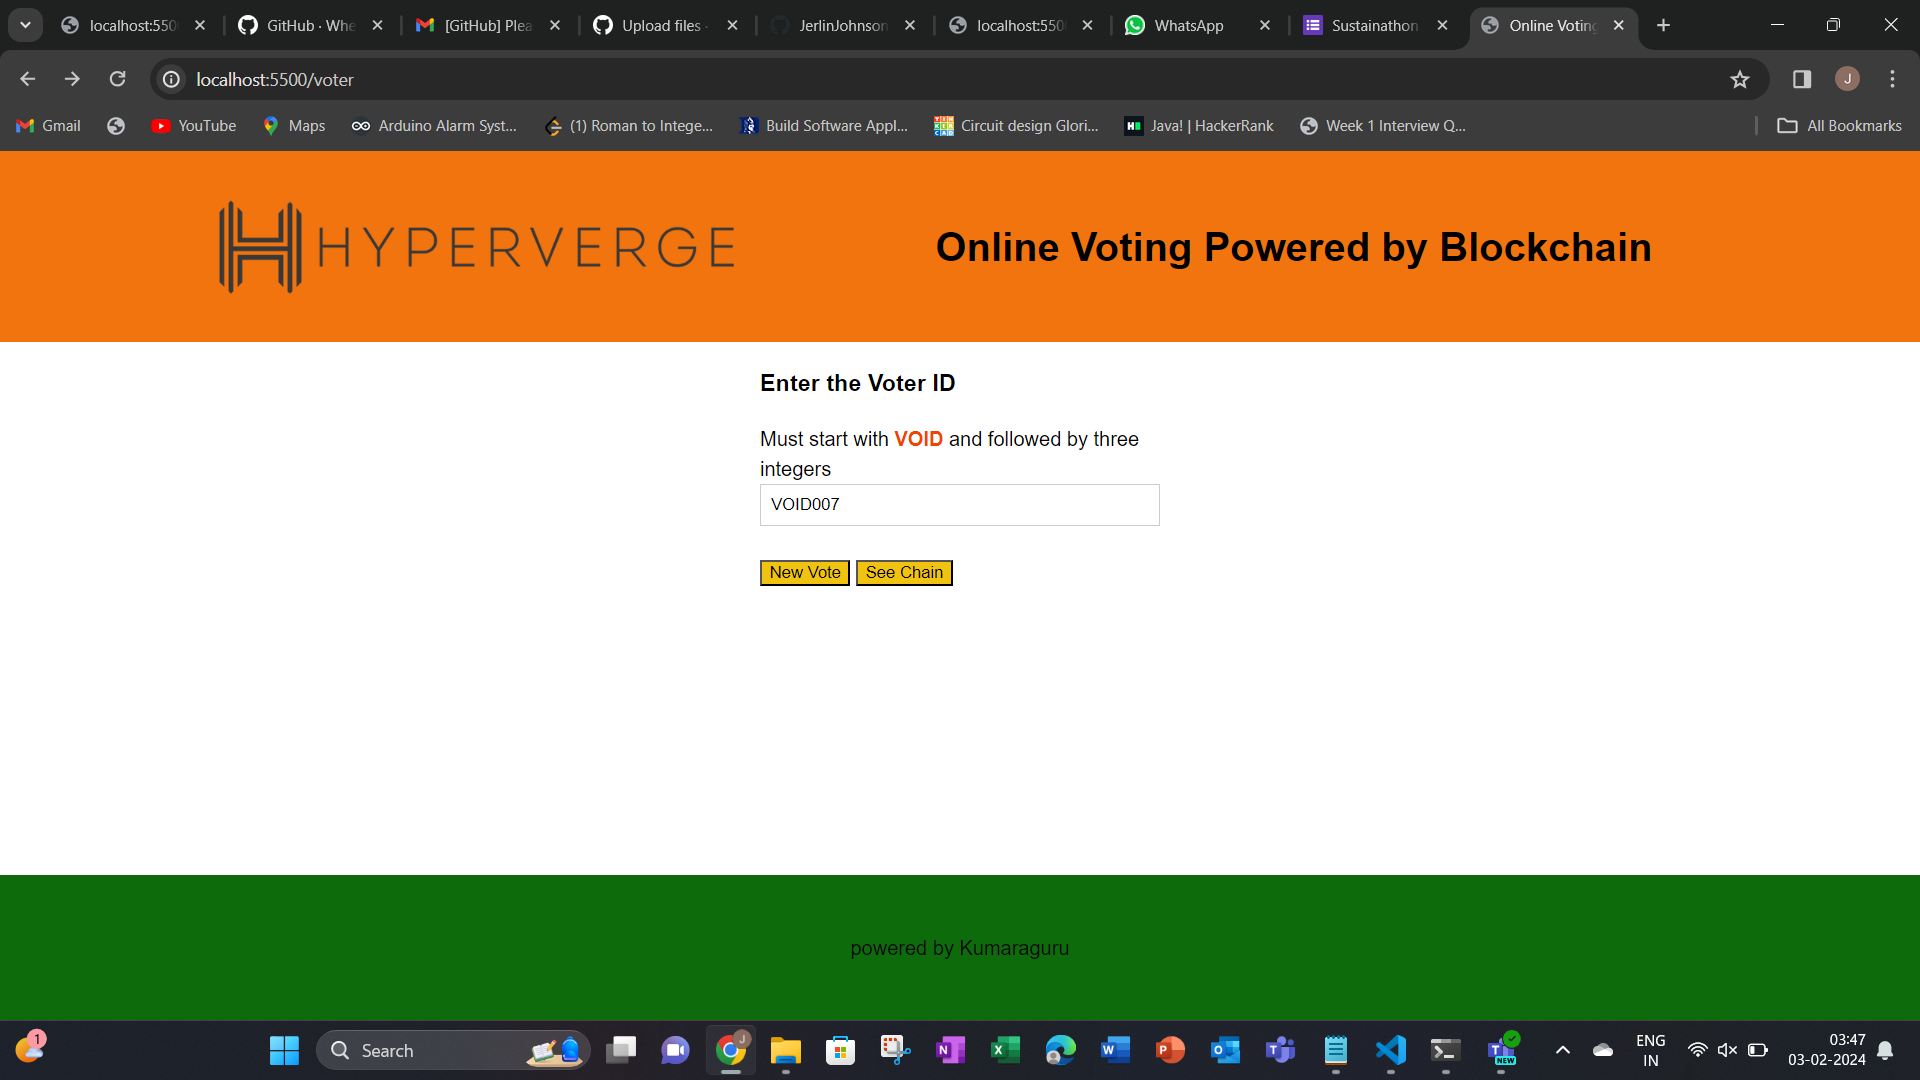 localhost:550
GitHub · Whe
[GitHub] Plea
Upload files ·
JerlinJohnson
localhost:550
WhatsApp
Sustainathon
Online Voting
localhost:5500/voter
J
Gmail
YouTube
Maps
Arduino Alarm Syst...
(1) Roman to Intege...
Build Software Appl...
Circuit design Glori...
Java! | HackerRank
Week 1 Interview Q...
All Bookmarks
HYPERVERGE
Online Voting Powered by Blockchain
Enter the Voter ID
Must start with VOID and followed by three
integers
VOID007
New Vote See Chain
powered by Kumaraguru
1
Search
J
NEW
ENG
IN
03:47
03-02-2024